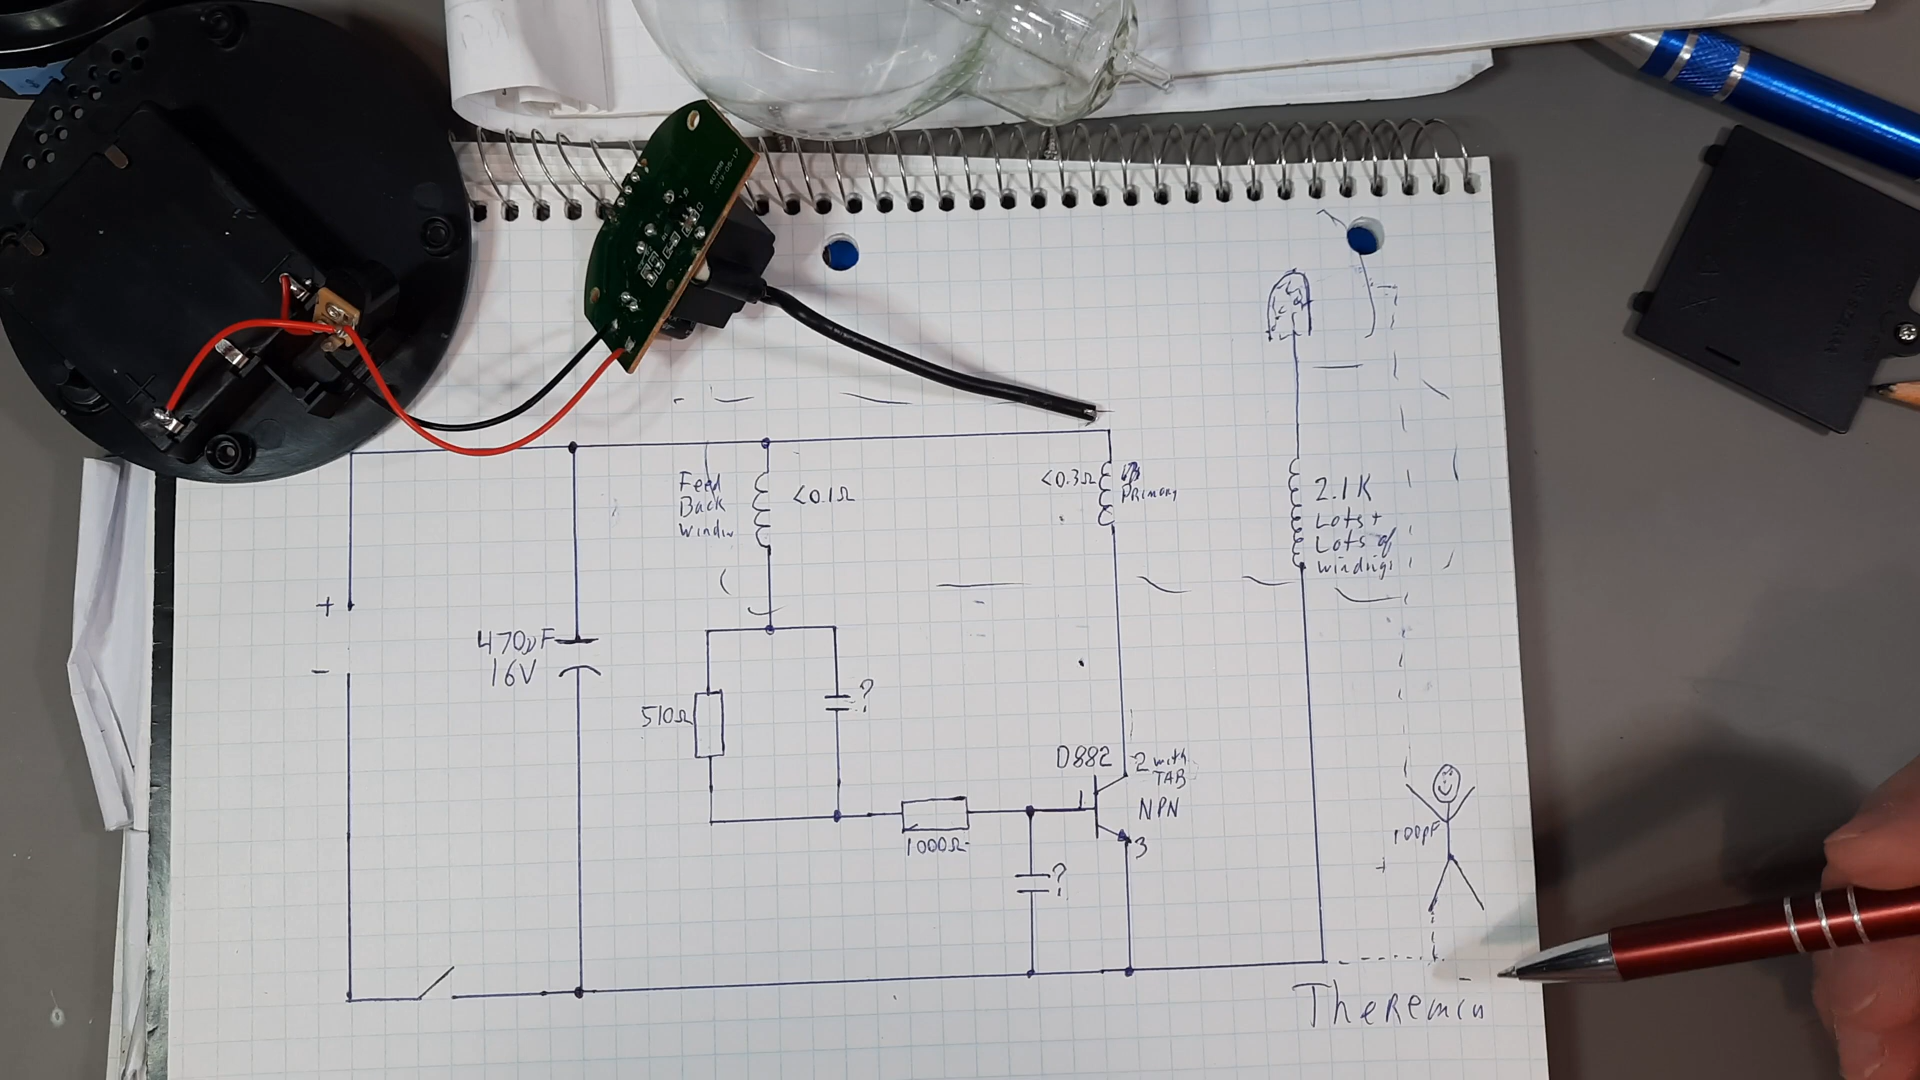 Feed
Back
Windin
<0.1Ω
<0.3Ω
Primary
2.1K
Lots +
Lots of
windings
+
-
470µF
16V
510Ω
?
1000Ω
?
D882
1
2 with
TAB
NPN
3
100pF
TheRemin